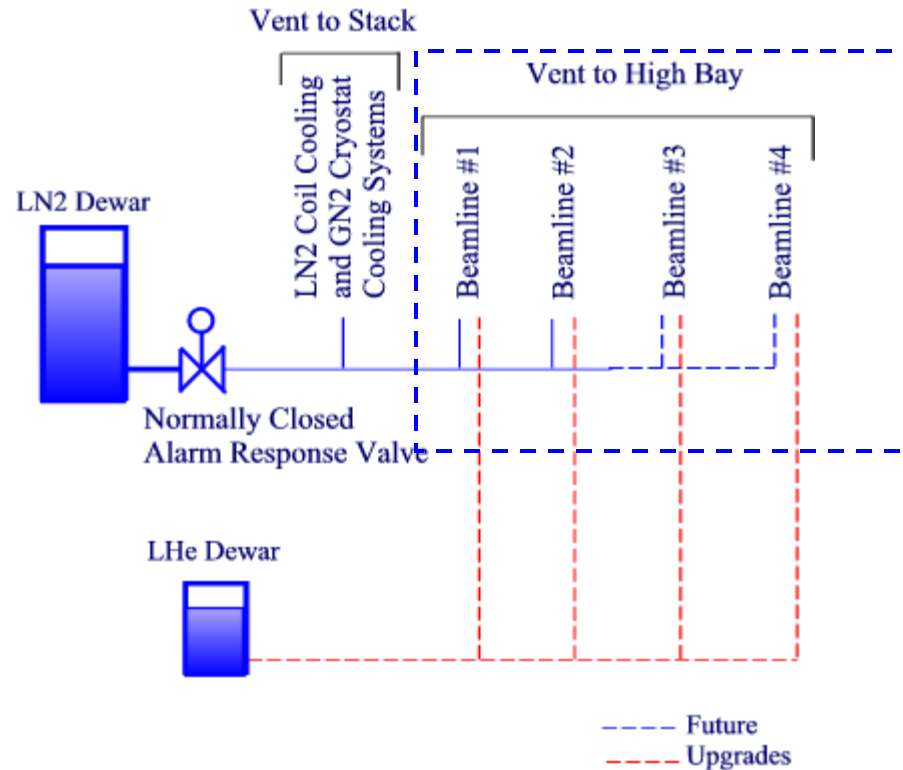 Vent to Stack
Vent to High Bay
LN2 Coil Cooling
and GN2 Cryostat
Cooling Systems
Beamline #1
Beamline #2
Beamline #3
Beamline #4
LN2 Dewar
Normally Closed
Alarm Response Valve
LHe Dewar
Future
Upgrades